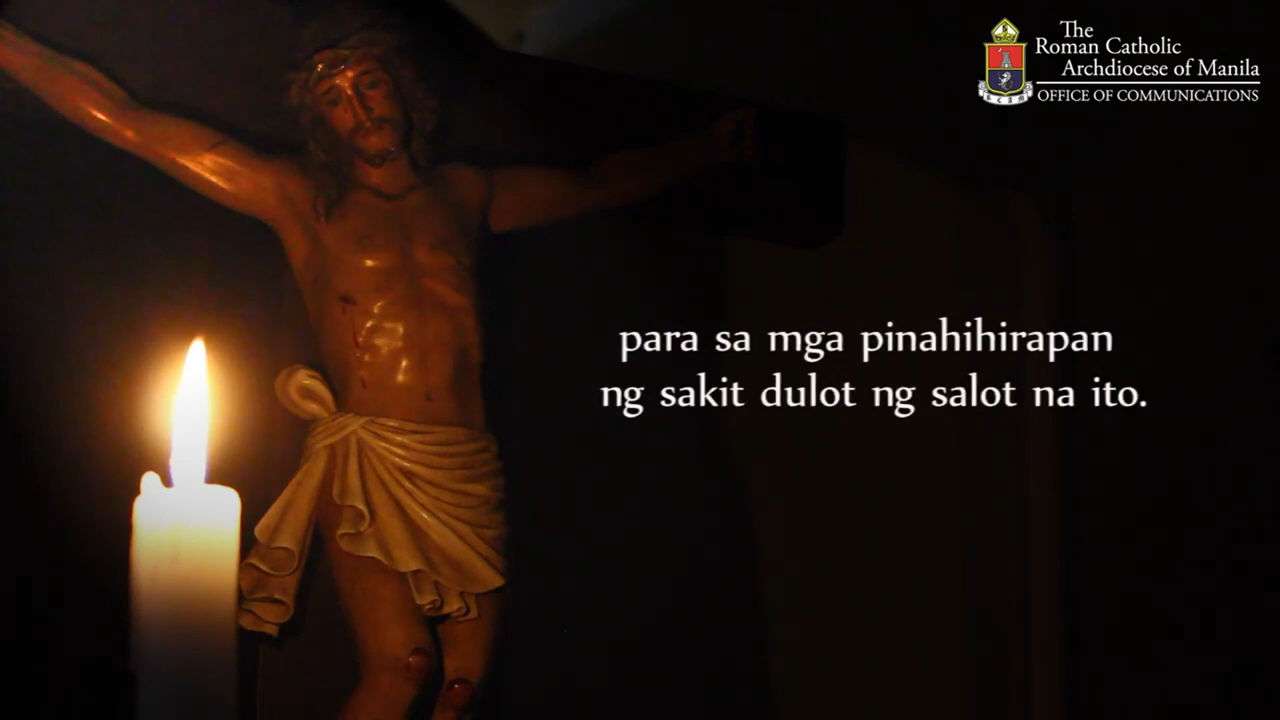 The
Roman Catholic
Archdiocese of Manila
OFFICE OF COMMUNICATIONS
para sa mga pinahihirapan
ng sakit dulot ng salot na ito.